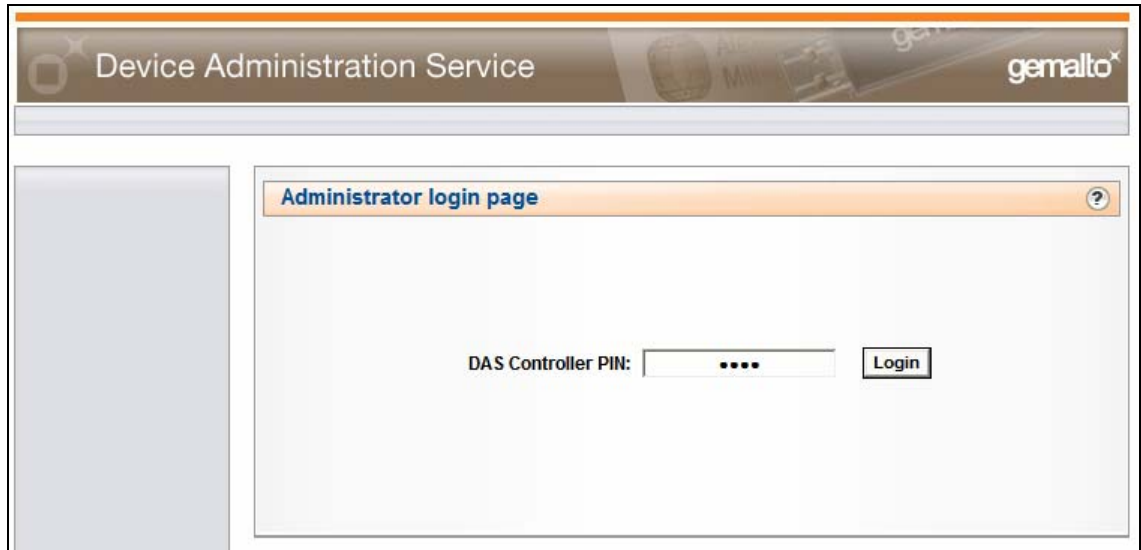 Device Administration Service
gemalto
Administrator login page
?
DAS Controller PIN: ••••
Login